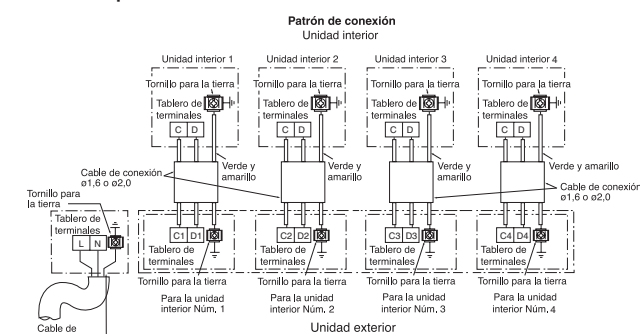 Patrón de conexión
Unidad interior
Unidad interior 1 Unidad interior 2 Unidad interior 3 Unidad interior 4
Tornillo para la tierra Tornillo para la tierra Tornillo para la tierra Tornillo para la tierra
Tablero de Tablero de Tablero de Tablero de
terminales terminales terminales terminales
C D C D C D C D
Verde y Verde y Verde y Verde y
amarillo amarillo amarillo amarillo
Cable de conexión
ø1,6 o ø2,0
Cable de conexión
ø1,6 o ø2,0
Tornillo para
la tierra
Tablero de
terminales
L N
C1 D1 C2 D2 C3 D3 C4 D4
Tablero de Tablero de Tablero de Tablero de
terminales terminales terminales terminales
Tornillo para la tierra Tornillo para la tierra Tornillo para la tierra Tornillo para la tierra
Para la unidad Para la unidad Para la unidad Para la unidad
interior Núm. 1 interior Núm. 2 interior Núm. 3 interior Núm. 4
Cable de
Unidad exterior